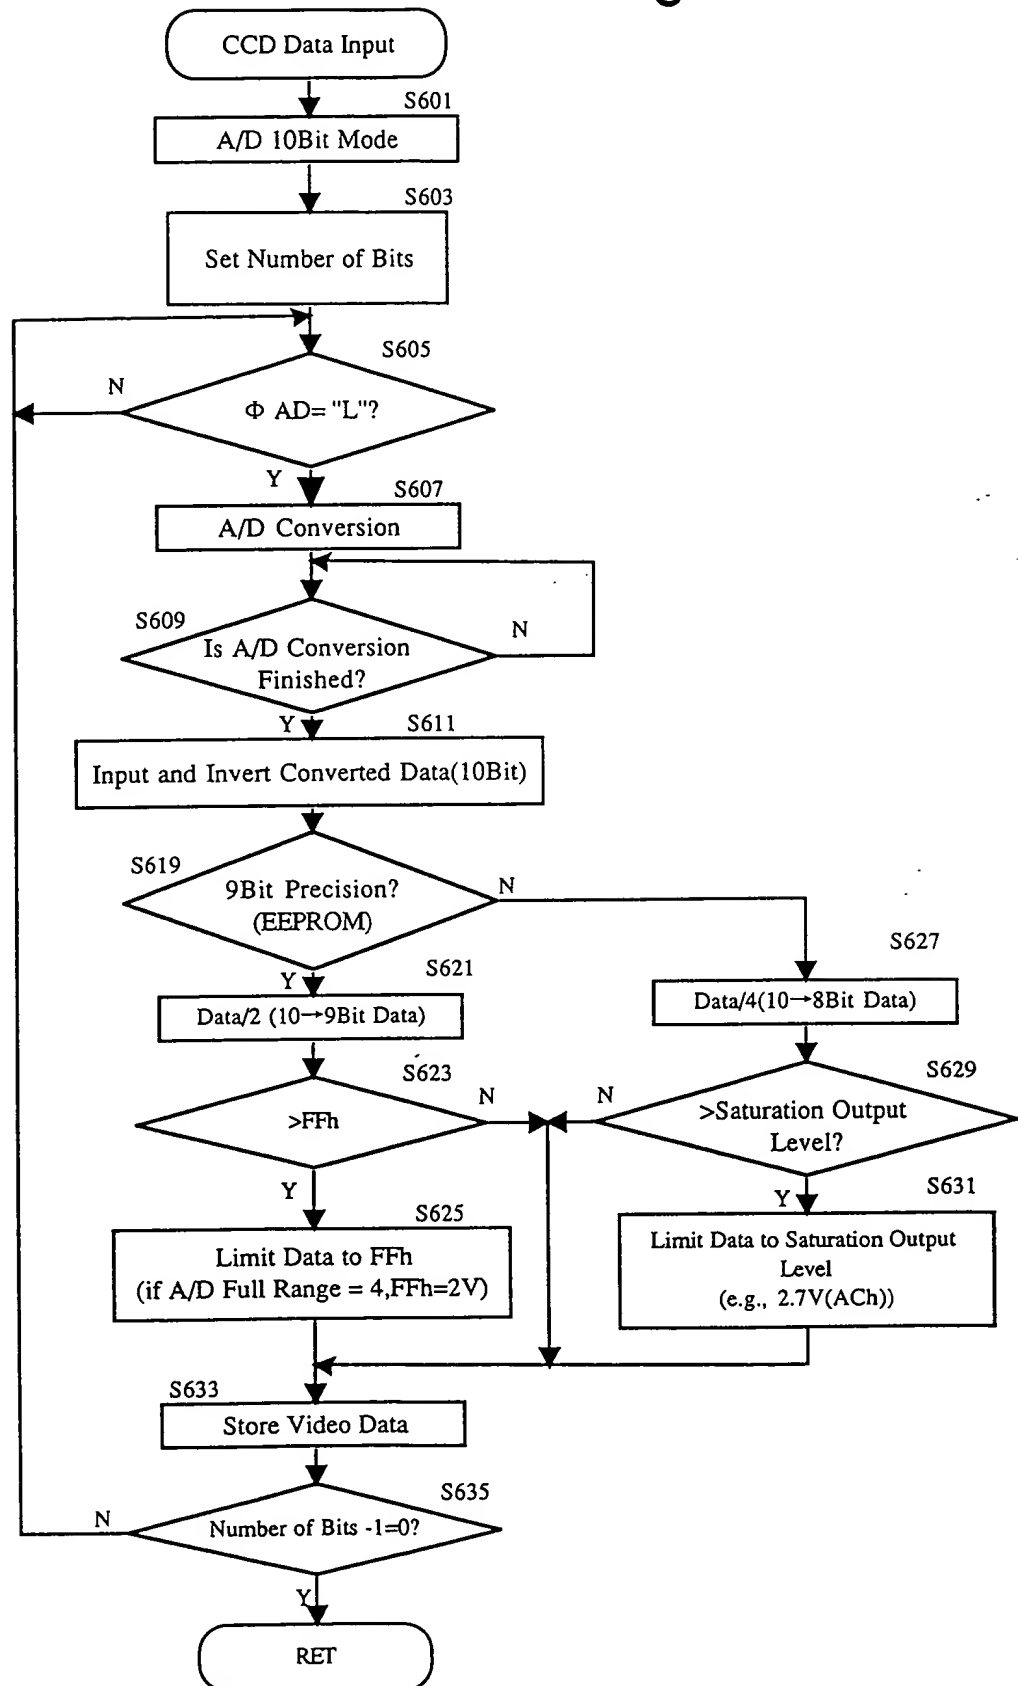 CCD Data Input
S601
A/D 10Bit Mode
S603
Set Number of Bits
S605
N
Φ AD= "L"?
Y
S607
A/D Conversion
S609
N
Is A/D Conversion
Finished?
Y
S611
Input and Invert Converted Data(10Bit)
S619
N
9Bit Precision?
(EEPROM)
S627
Y
S621
Data/2 (10→9Bit Data)
Data/4(10→8Bit Data)
S623
S629
N
N
>FFh
>Saturation Output
Level?
Y
S625
Y
S631
Limit Data to FFh
(if A/D Full Range = 4,FFh=2V)
Limit Data to Saturation Output
Level
(e.g., 2.7V(ACh))
S633
Store Video Data
S635
N
Number of Bits -1=0?
Y
RET